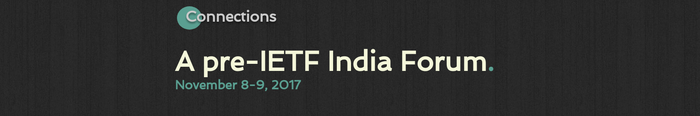 Connections
A pre-IETF India Forum.
November 8-9, 2017